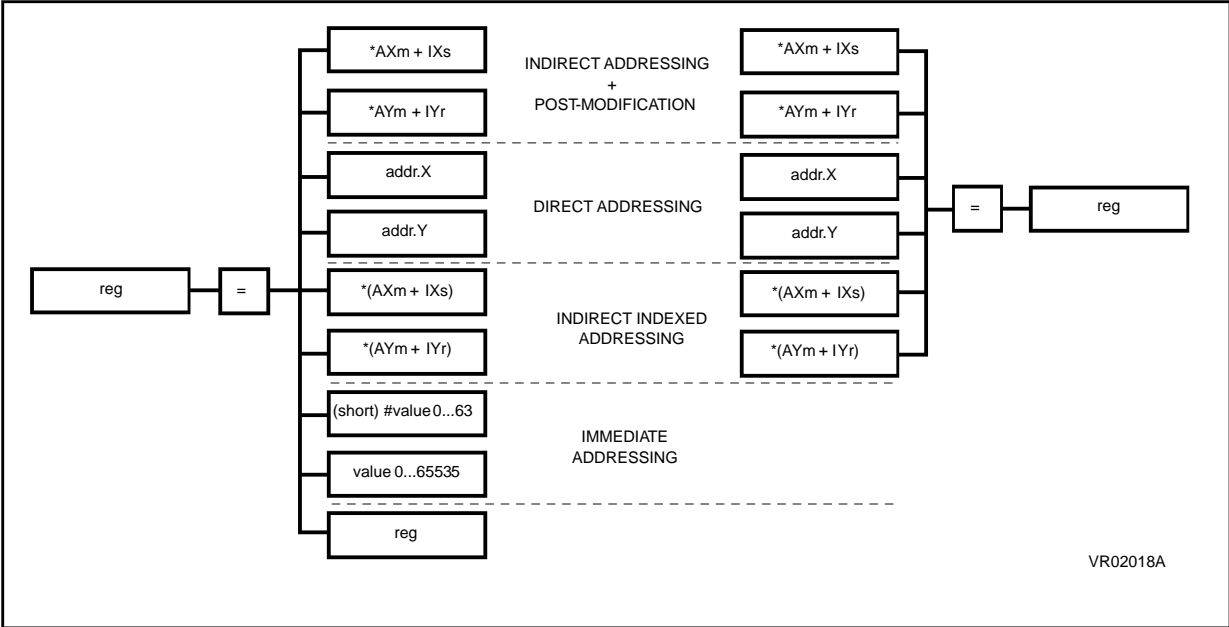 *AXm + IXs
INDIRECT ADDRESSING
+
POST-MODIFICATION
*AXm + IXs
*AYm + IYr
*AYm + IYr
addr.X
DIRECT ADDRESSING
addr.X
addr.Y
addr.Y
reg
=
*(AXm + IXs)
INDIRECT INDEXED
ADDRESSING
*(AXm + IXs)
=
reg
*(AYm + IYr)
*(AYm + IYr)
(short) #value 0...63
IMMEDIATE
ADDRESSING
value 0...65535
reg
VR02018A